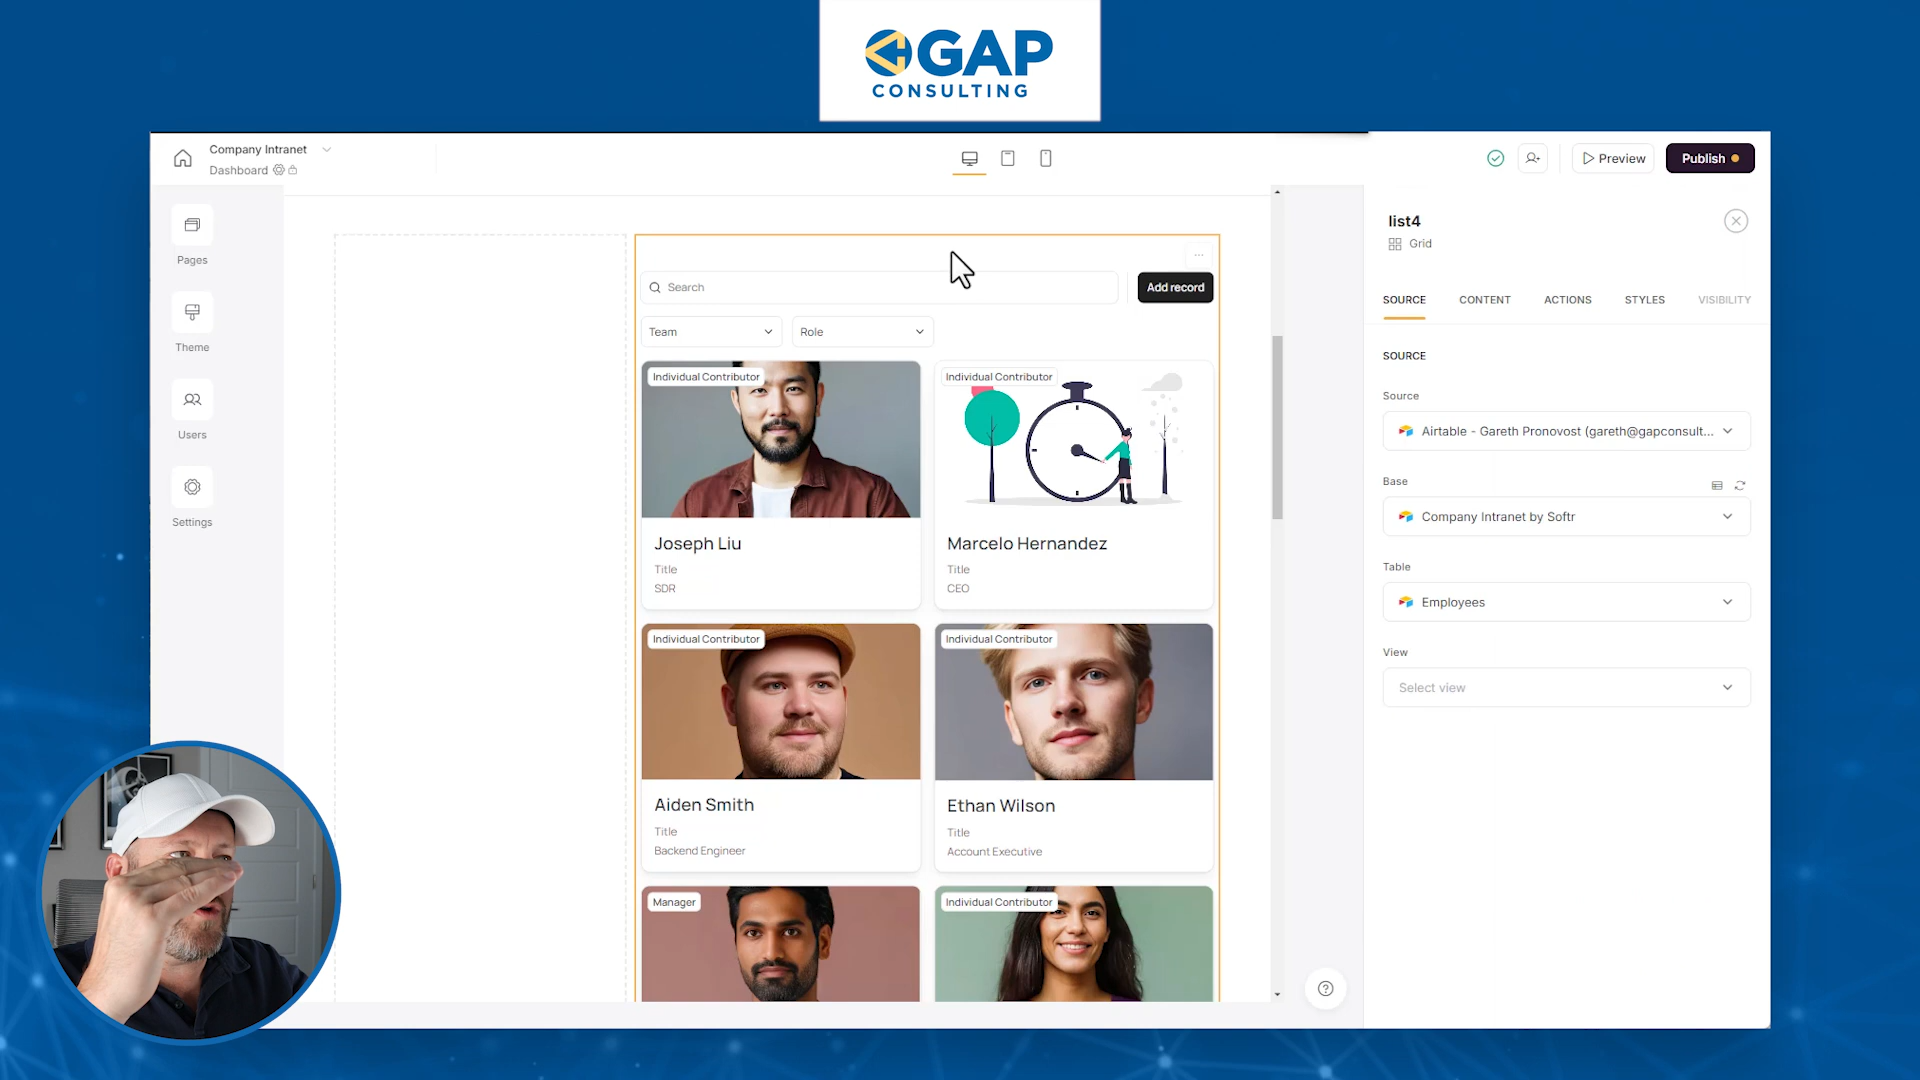 GAP
CONSULTING
Company Intranet
Dashboard
Preview
Publish
Pages
Theme
Users
Settings
Search
Add record
Team
Role
Individual Contributor
Individual Contributor
Joseph Liu
Title
SDR
Marcelo Hernandez
Title
CEO
Individual Contributor
Individual Contributor
Aiden Smith
Title
Backend Engineer
Ethan Wilson
Title
Account Executive
Manager
Individual Contributor
list4
Grid
SOURCE
CONTENT
ACTIONS
STYLES
VISIBILITY
SOURCE
Source
Airtable - Gareth Pronovost (gareth@gapconsult...
Base
Company Intranet by Softr
Table
Employees
View
Select view